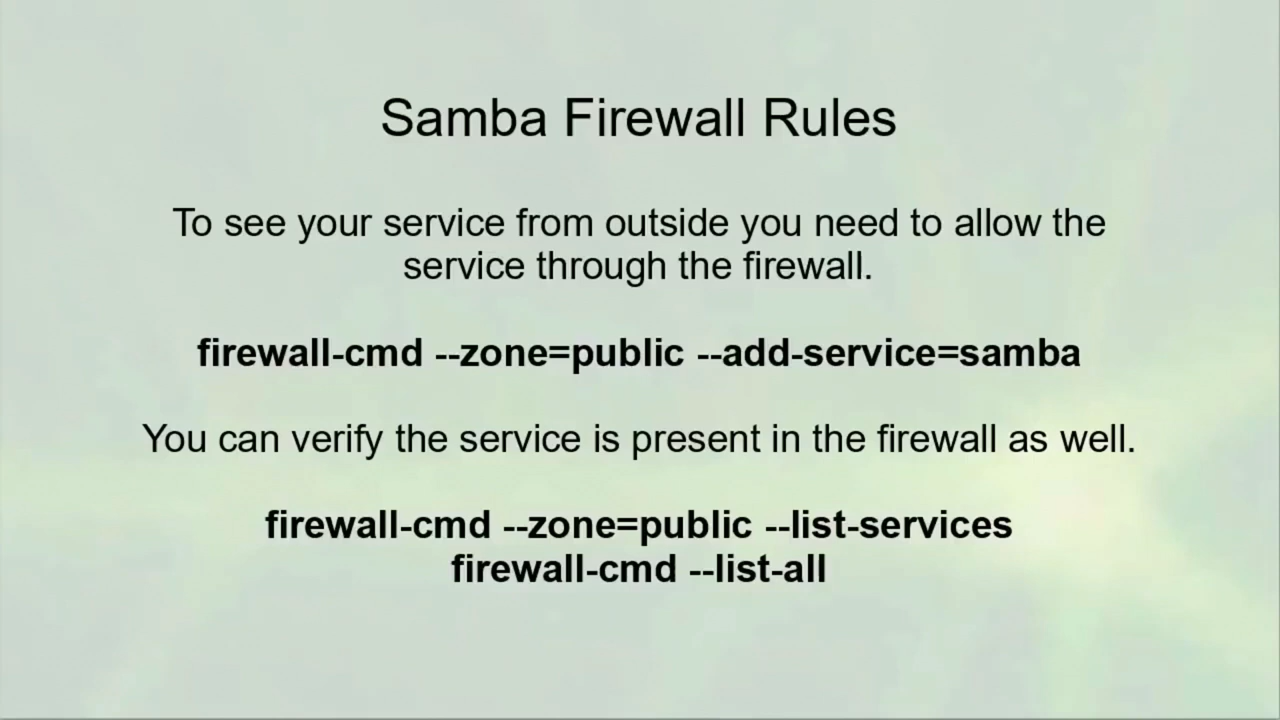 Samba Firewall Rules
To see your service from outside you need to allow the
service through the firewall.
firewall-cmd --zone=public --add-service=samba
You can verify the service is present in the firewall as well.
firewall-cmd --zone=public --list-services
firewall-cmd --list-all